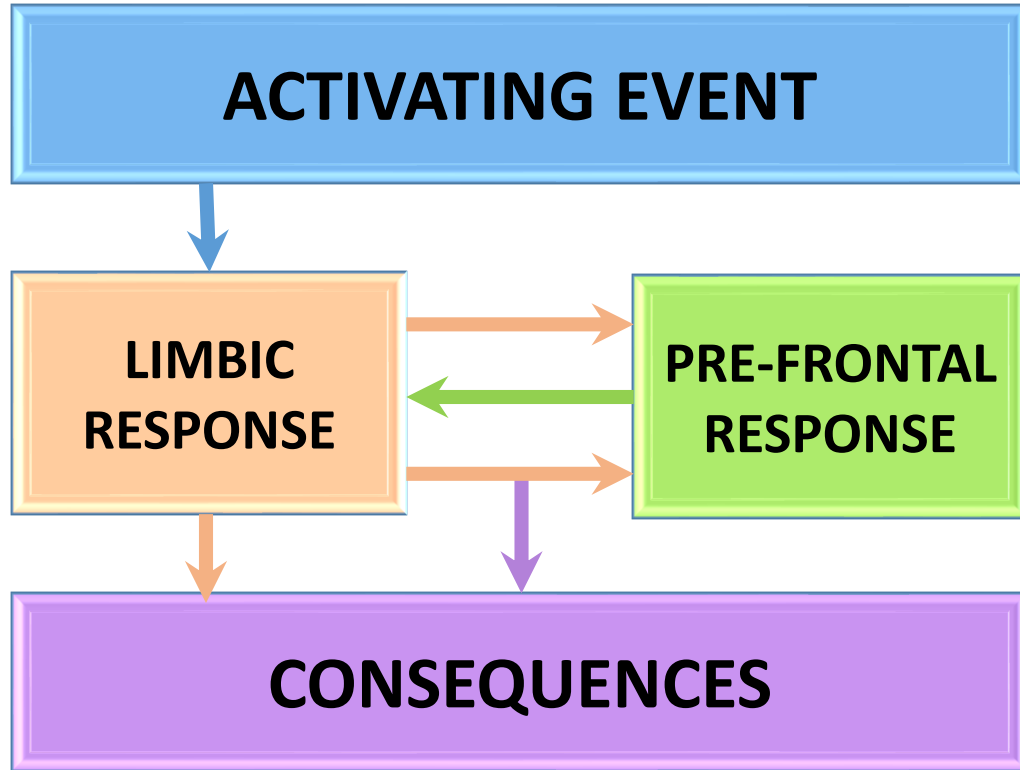 ACTIVATING EVENT
LIMBIC
RESPONSE
PRE-FRONTAL
RESPONSE
CONSEQUENCES